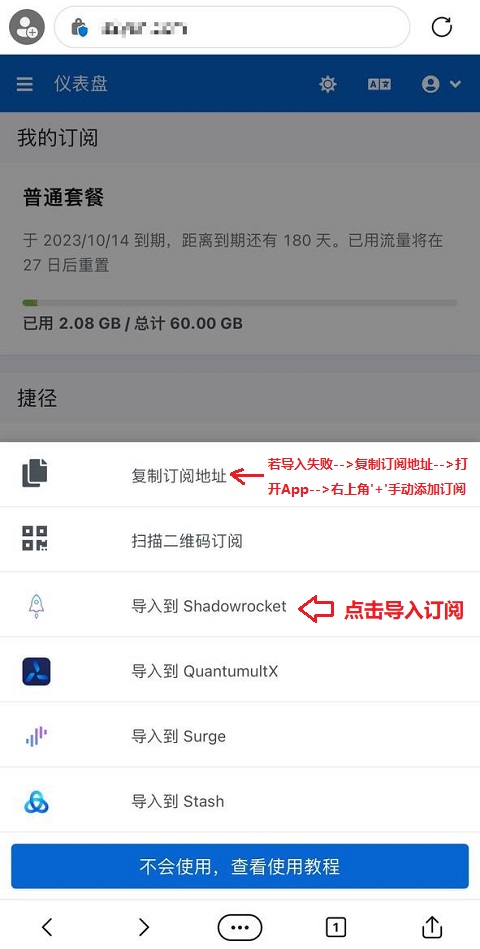 仪表盘
我的订阅
普通套餐
于 2023/10/14 到期，距离到期还有 180 天。已用流量将在
27 日后重置
已用 2.08 GB / 总计 60.00 GB
捷径
复制订阅地址
若导入失败-->复制订阅地址-->打
开App-->右上角'+'手动添加订阅
扫描二维码订阅
导入到 Shadowrocket
点击导入订阅
导入到 QuantumultX
导入到 Surge
导入到 Stash
不会使用，查看使用教程
1